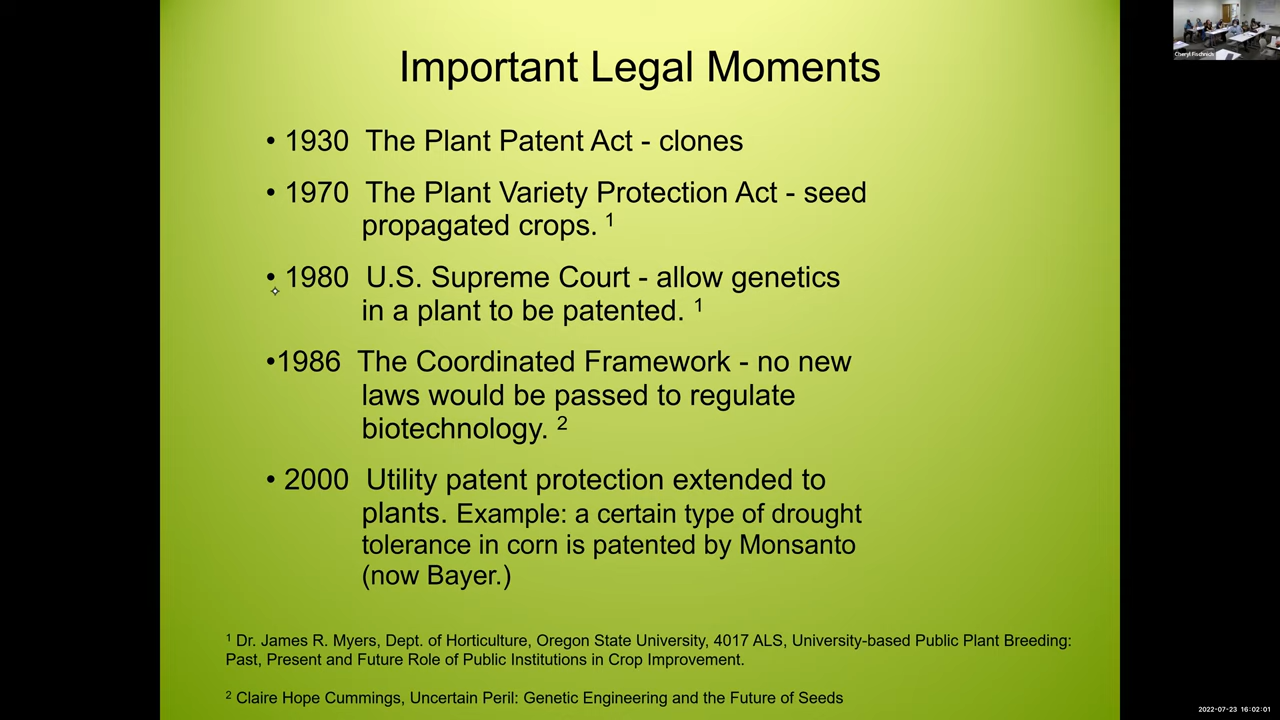 Important Legal Moments
• 1930 The Plant Patent Act - clones
• 1970 The Plant Variety Protection Act - seed
propagated crops. 1
• 1980 U.S. Supreme Court - allow genetics
in a plant to be patented. 1
•1986 The Coordinated Framework - no new
laws would be passed to regulate
biotechnology. 2
• 2000 Utility patent protection extended to
plants. Example: a certain type of drought
tolerance in corn is patented by Monsanto
(now Bayer.)
1 Dr. James R. Myers, Dept. of Horticulture, Oregon State University, 4017 ALS, University-based Public Plant Breeding:
Past, Present and Future Role of Public Institutions in Crop Improvement.
2 Claire Hope Cummings, Uncertain Peril: Genetic Engineering and the Future of Seeds
Cheryl
2022-07-23 16:02:01